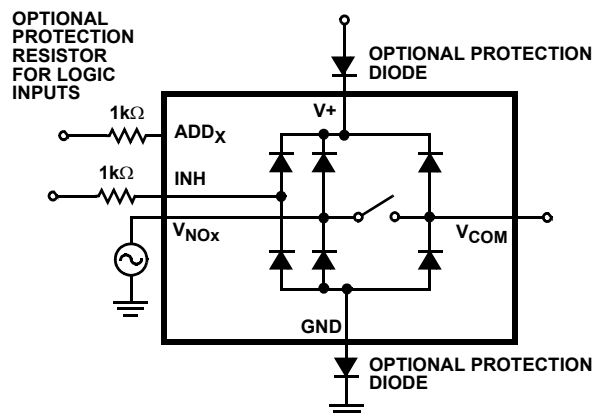 OPTIONAL
PROTECTION
RESISTOR
FOR LOGIC
INPUTS
OPTIONAL PROTECTION
DIODE
V+
1kΩ
ADDX
1kΩ
INH
VNOx
VCOM
GND
OPTIONAL PROTECTION
DIODE